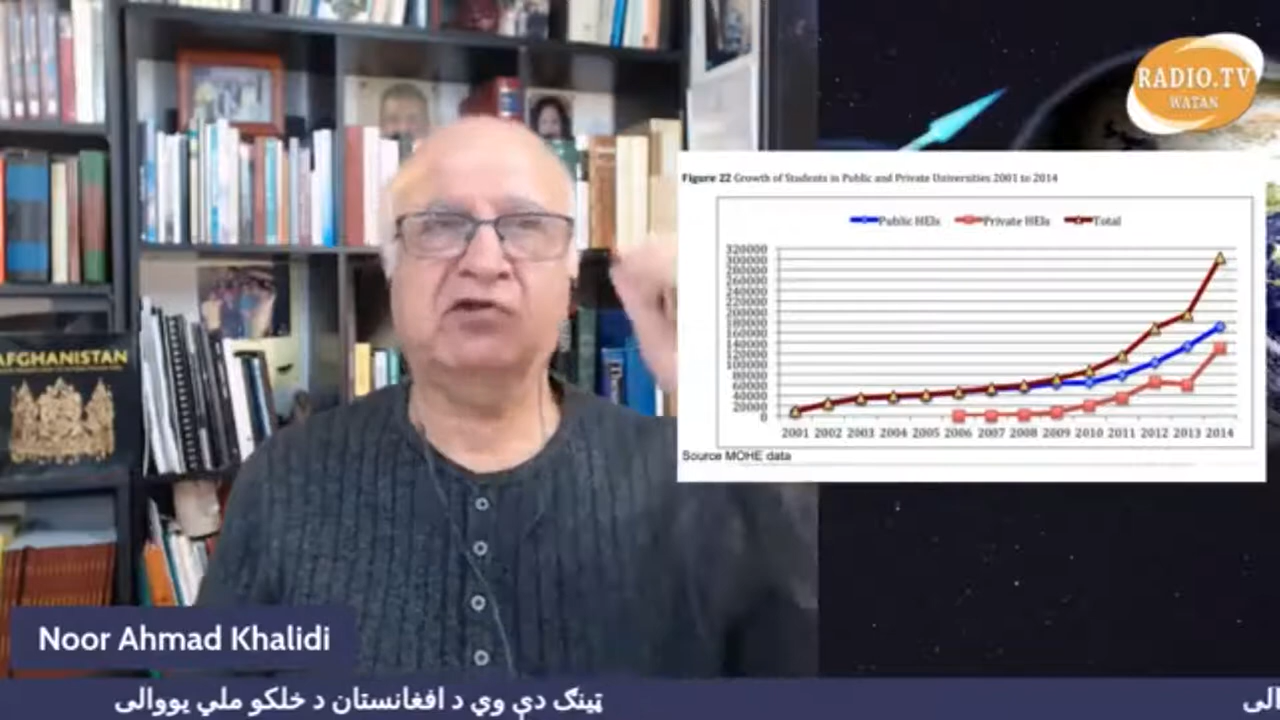 RADIO.TV
WATAN
Figure 22 Growth of Students in Public and Private Universities 2001 to 2014
Public HEIs Private HEIs Total
320000
300000
280000
260000
240000
220000
200000
180000
160000
140000
120000
100000
80000
60000
40000
20000
0
2001 2002 2003 2004 2005 2006 2007 2008 2009 2010 2011 2012 2013 2014
Source MOHE data
AFGHANISTAN
Noor Ahmad Khalidi
ټینګ دې وي د افغانستان د خلکو ملي یووالی
والی